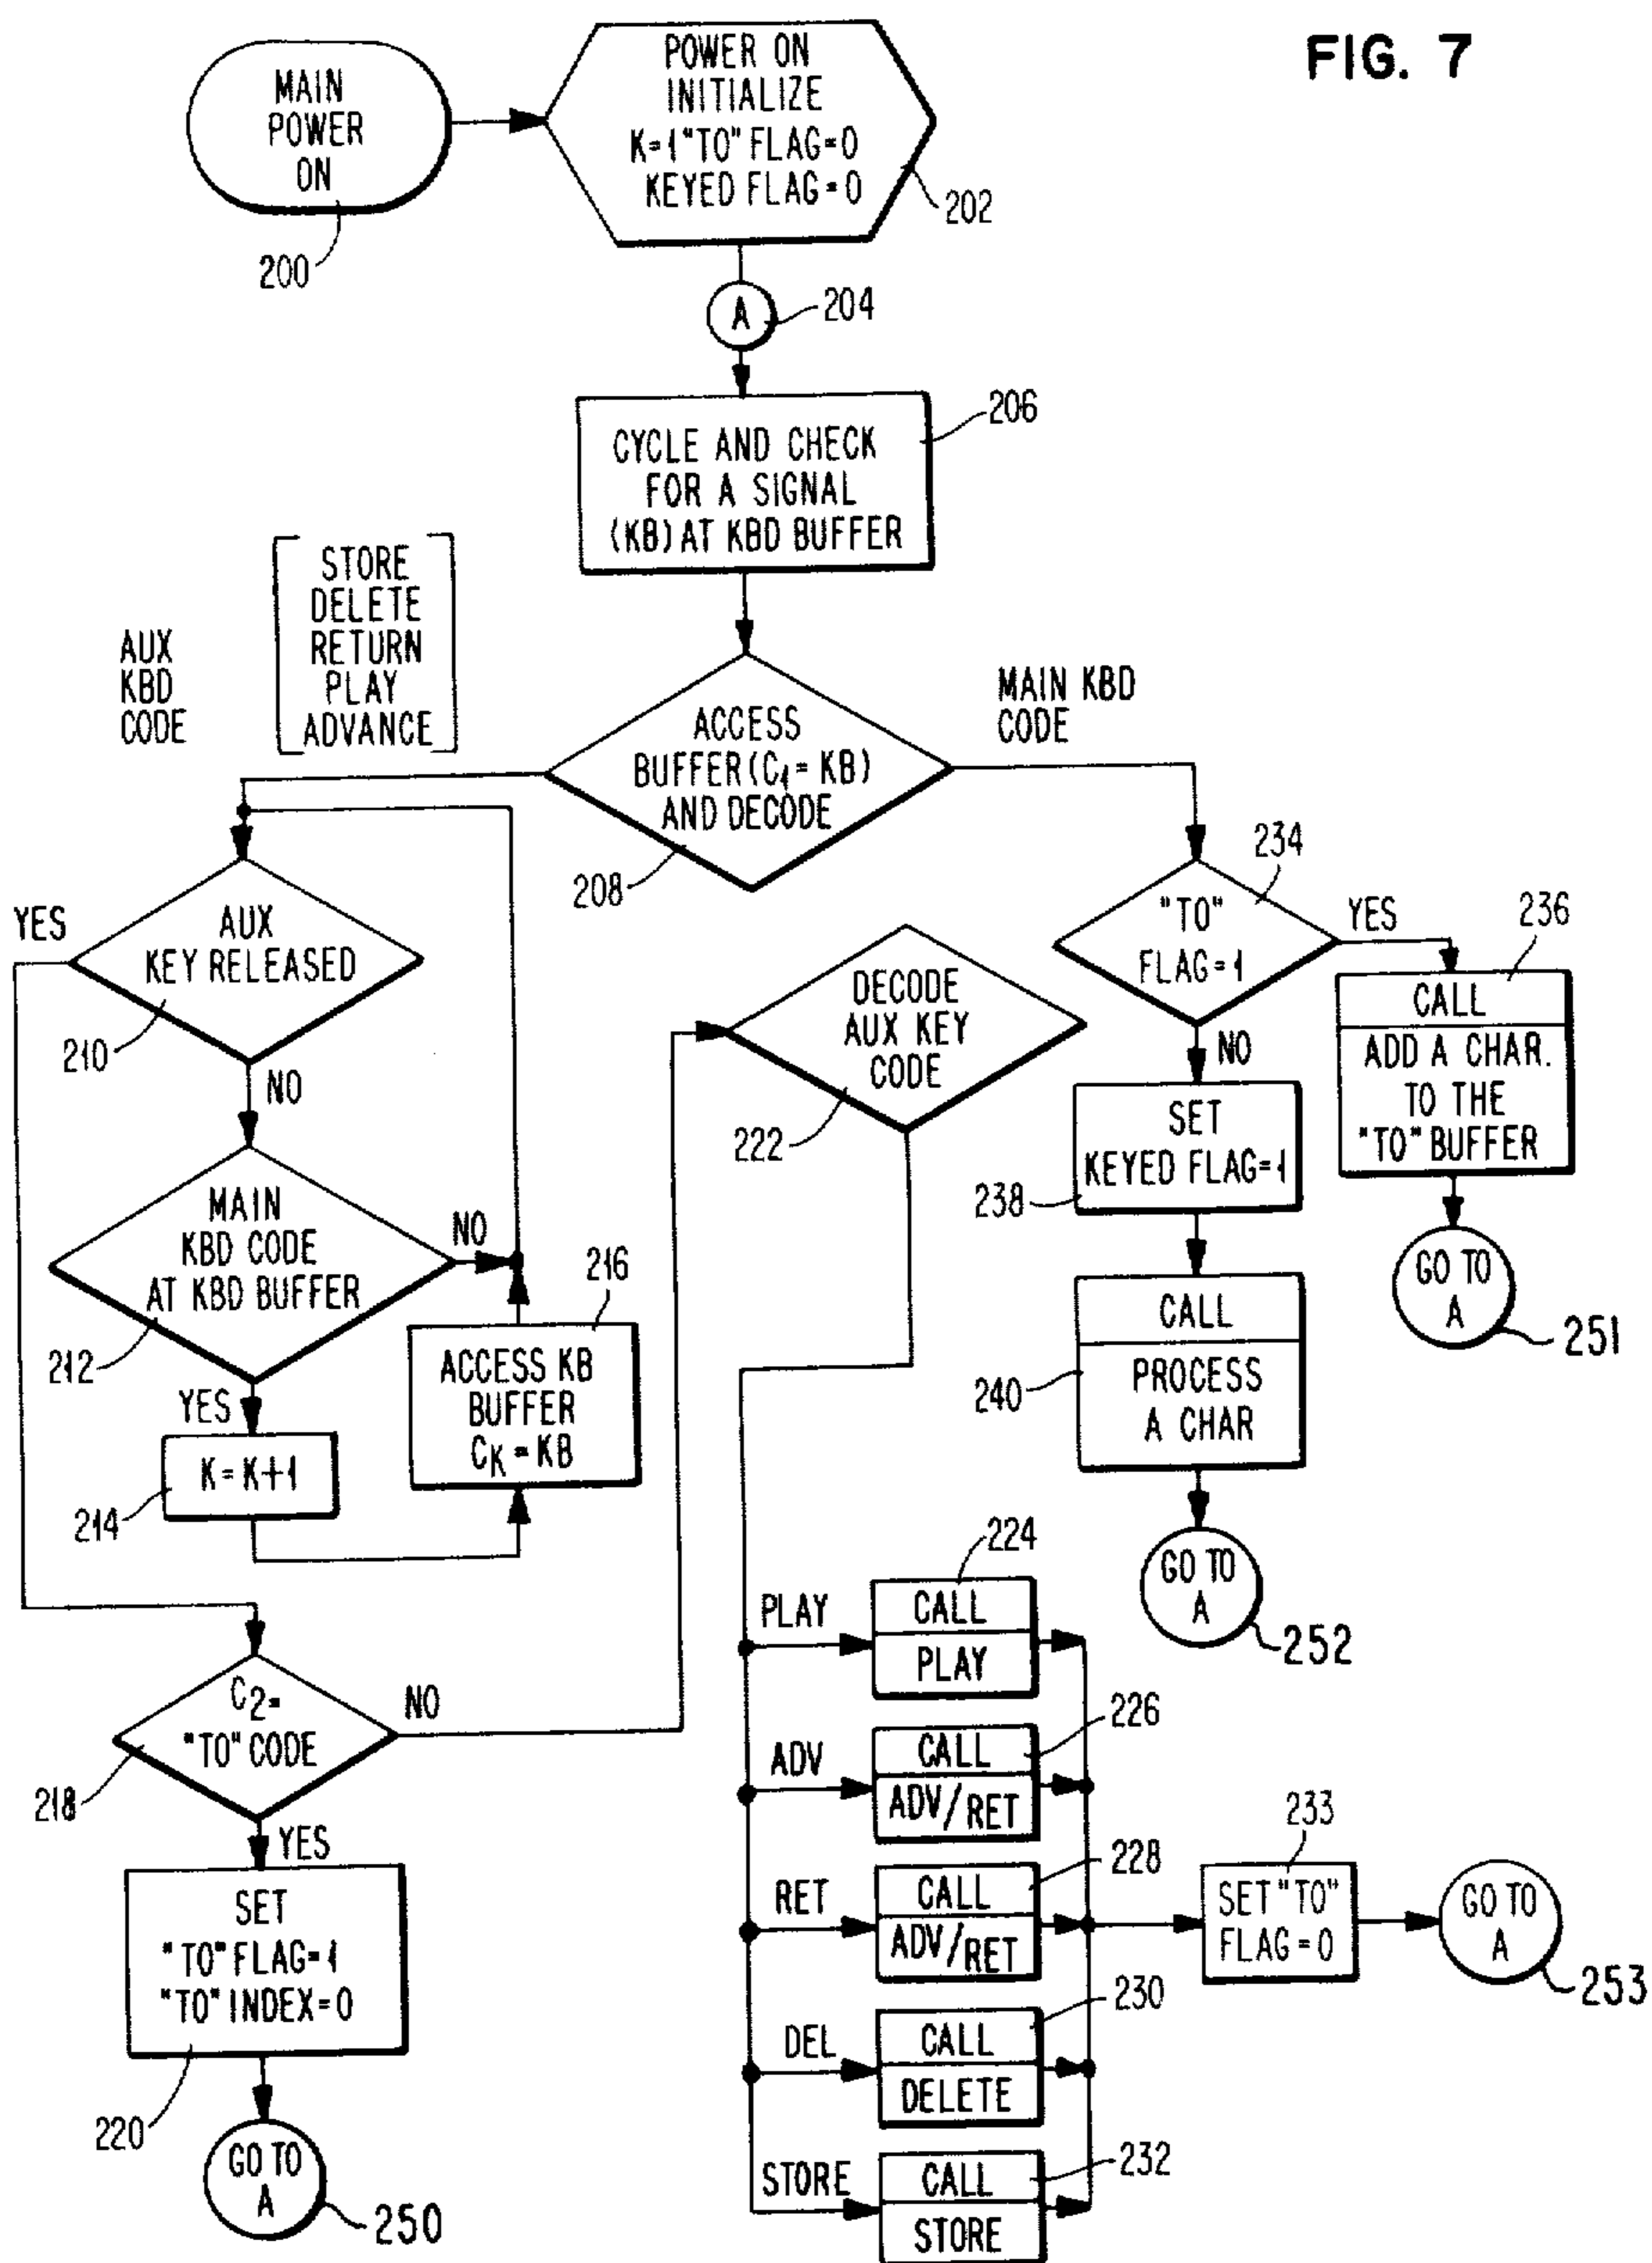 FIG. 7
MAIN
POWER
ON
200
POWER ON
INITIALIZE
K=1 "TO" FLAG=0
KEYED FLAG=0
202
A
204
CYCLE AND CHECK
FOR A SIGNAL
(KB) AT KBD BUFFER
206
AUX
KBD
CODE
STORE
DELETE
RETURN
PLAY
ADVANCE
ACCESS
BUFFER (C1 = KB)
AND DECODE
208
MAIN KBD
CODE
YES
AUX
KEY RELEASED
210
NO
MAIN
KBD CODE
AT KBD BUFFER
212
NO
YES
K = K+1
214
216
ACCESS KB
BUFFER
CK = KB
C2=
"TO" CODE
218
NO
YES
SET
"TO" FLAG=1
"TO" INDEX=0
220
GO TO
A
250
DECODE
AUX KEY
CODE
222
"TO"
FLAG=1
234
YES
236
CALL
ADD A CHAR.
TO THE
"TO" BUFFER
GO TO
A
251
NO
SET
KEYED FLAG=1
238
CALL
PROCESS
A CHAR
240
GO TO
A
252
PLAY
224
CALL
PLAY
ADV
226
CALL
ADV/RET
RET
228
CALL
ADV/RET
DEL
230
CALL
DELETE
STORE
232
CALL
STORE
233
SET "TO"
FLAG = 0
GO TO
A
253